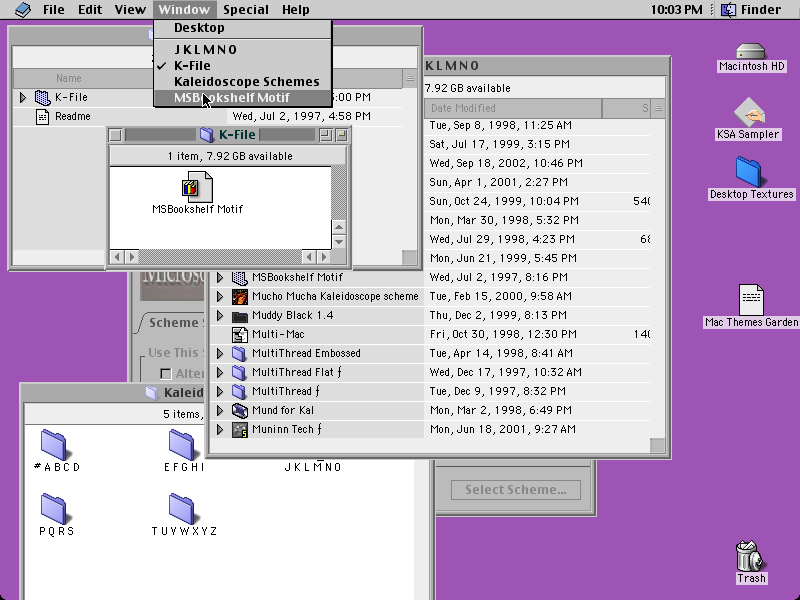 File Edit View Window Special Help 10:03 PM Finder
Desktop
J K L M N O
K-File
Kaleidoscope Schemes
MSBookshelf Motif
Name
K-File
Readme
Wed, Jul 2, 1997, 4:58 PM
K-File
1 item, 7.92 GB available
MSBookshelf Motif
K L M N O
7.92 GB available
Date Modified S
Tue, Sep 8, 1998, 11:25 AM
Sat, Jul 17, 1999, 3:15 PM
Wed, Sep 18, 2002, 10:46 PM
Sun, Apr 1, 2001, 2:27 PM
Sun, Oct 24, 1999, 10:04 PM 540
Mon, Mar 30, 1998, 5:32 PM
Wed, Jul 29, 1998, 4:23 PM 68
Mon, Jun 21, 1999, 5:45 PM
MSBookshelf Motif Wed, Jul 2, 1997, 8:16 PM
Mucho Mucha Kaleidoscope scheme Tue, Feb 15, 2000, 9:58 AM
Muddy Black 1.4 Thu, Dec 2, 1999, 8:13 PM
Multi-Mac Fri, Oct 30, 1998, 12:30 PM 140
MultiThread Embossed Tue, Apr 14, 1998, 8:41 AM
MultiThread Flat ƒ Wed, Dec 17, 1997, 10:32 AM
MultiThread ƒ Tue, Dec 9, 1997, 8:32 PM
Mund for Kal Mon, Mar 2, 1998, 6:49 PM
Muninn Tech ƒ Mon, Jun 18, 2001, 9:27 AM
Scheme
Use This
Select Scheme...
5 items,
#ABCD
EFGHI
JKLMNO
PQRS
TUVWXYZ
Macintosh HD
KSA Sampler
Desktop Textures
Mac Themes Garden
Trash